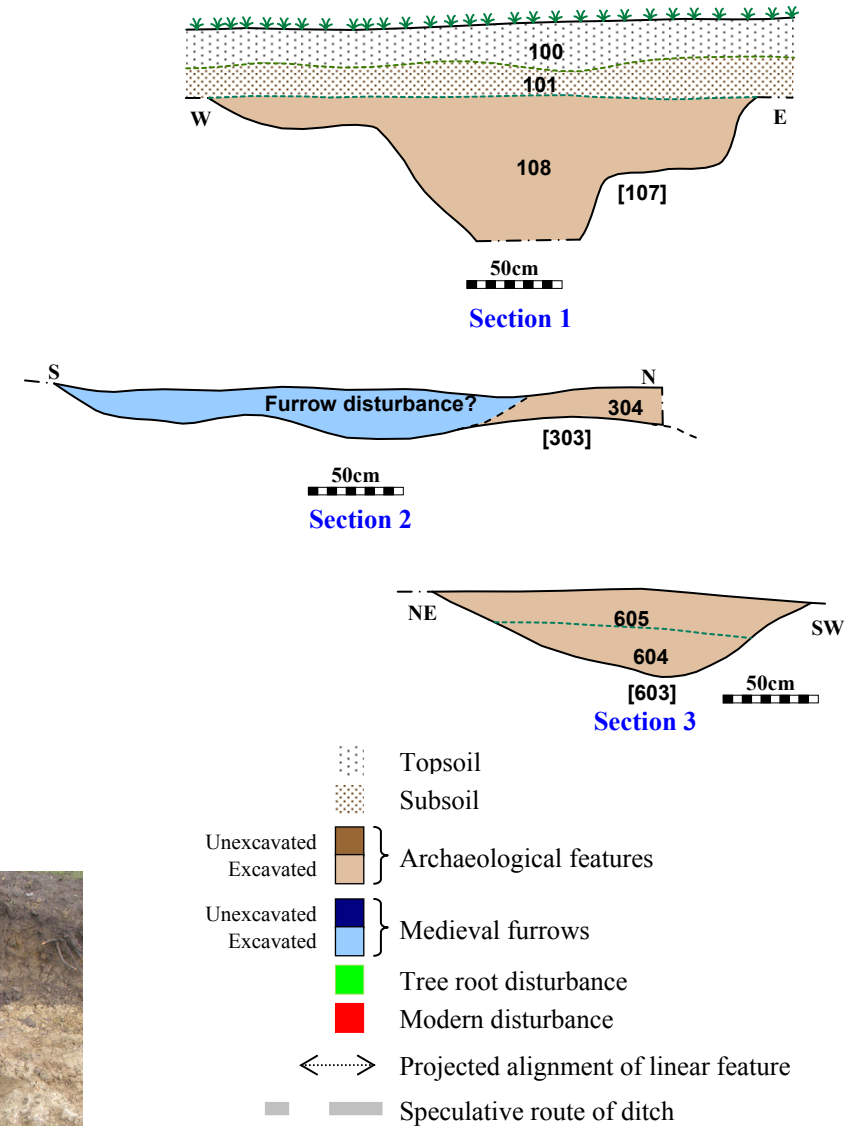 100
101
W
E
108
[107]
50cm
Section 1
S
N
Furrow disturbance?
304
[303]
50cm
Section 2
NE
605
SW
604
[603]
50cm
Section 3
Topsoil
Subsoil
Unexcavated
Excavated
Archaeological features
Unexcavated
Excavated
Medieval furrows
Tree root disturbance
Modern disturbance
Projected alignment of linear feature
Speculative route of ditch